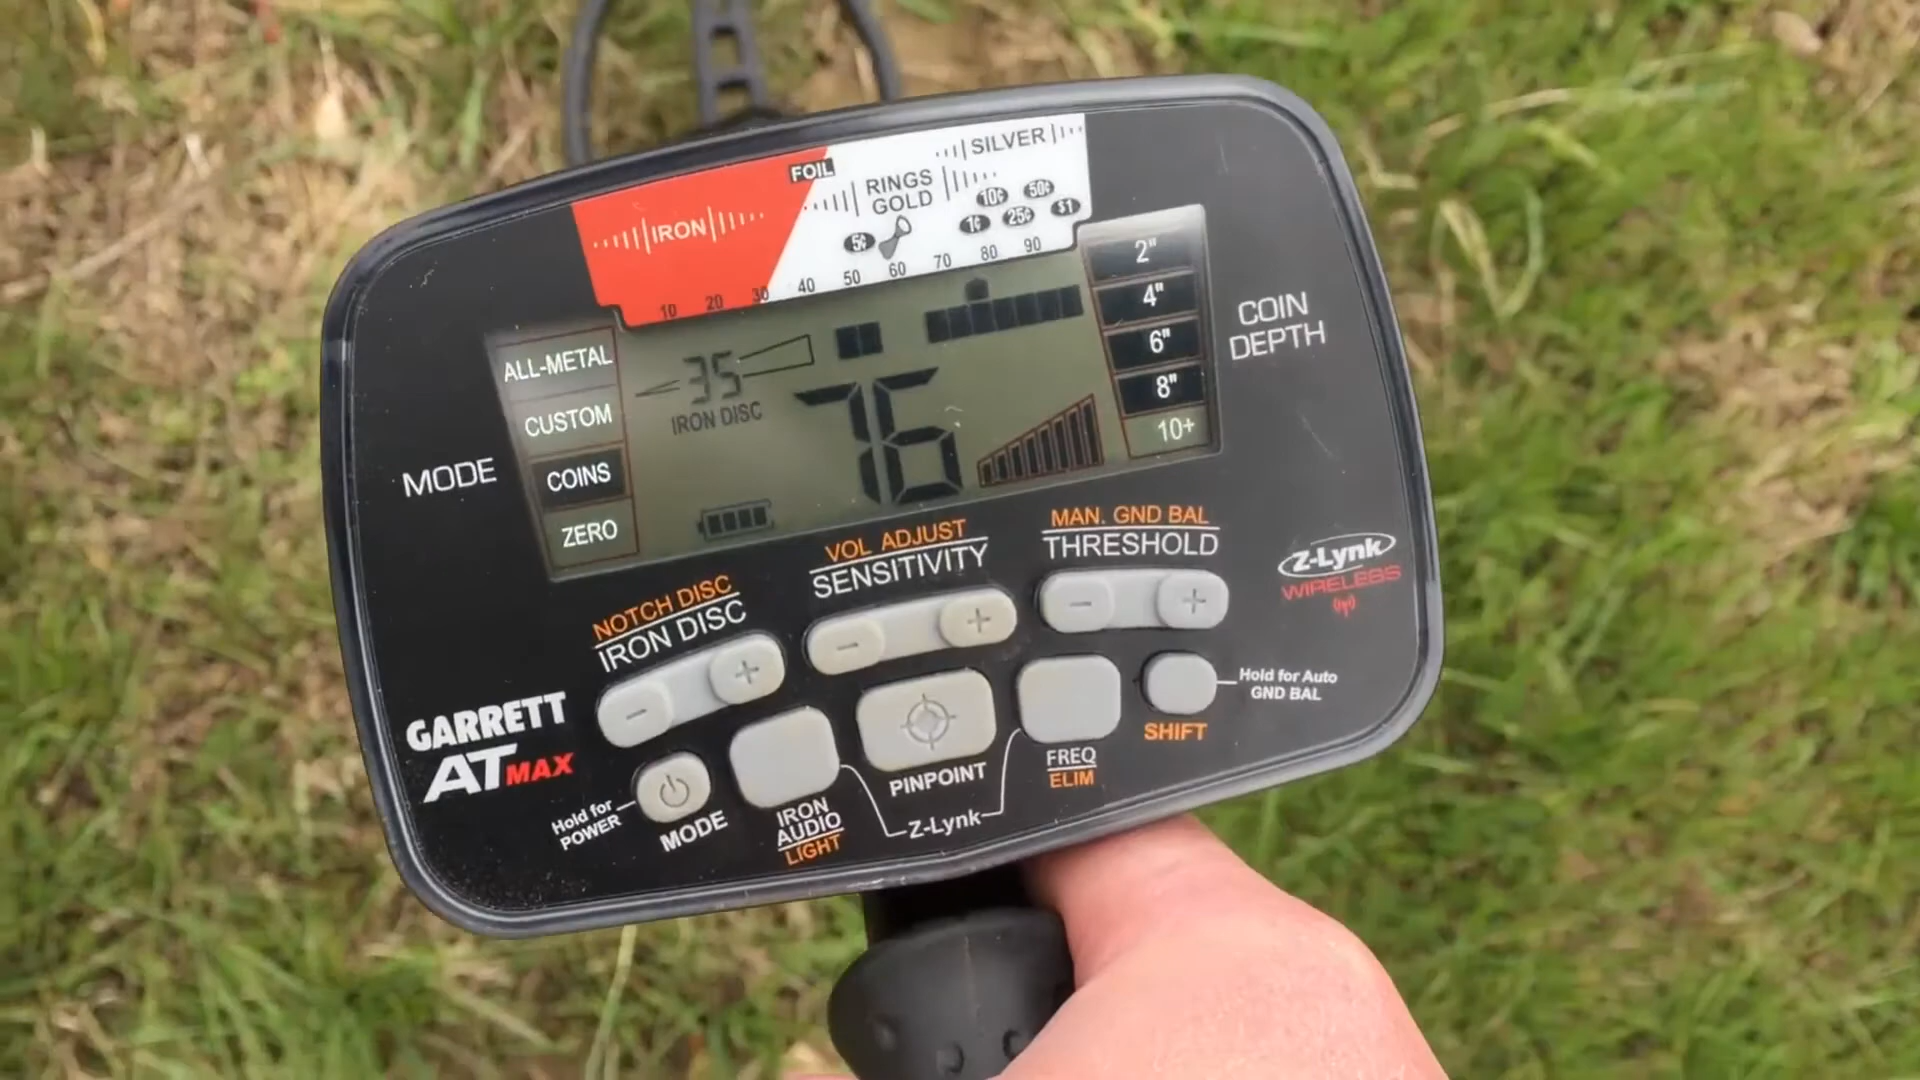 SILVER
FOIL
IRON
RINGS
GOLD
10¢ 50¢
5¢ 1¢ 25¢ $1
10 20 30 40 50 60 70 80 90
2"
4"
6"
8"
10+
COIN
DEPTH
MODE
ALL-METAL
CUSTOM
COINS
ZERO
35
IRON DISC
76
NOTCH DISC
IRON DISC
VOL ADJUST
SENSITIVITY
MAN. GND BAL
THRESHOLD
Z-Lynk
WIRELESS
- +
- +
- +
GARRETT
AT MAX
Hold for
POWER
MODE
IRON
AUDIO
LIGHT
PINPOINT
Z-Lynk
FREQ
ELIM
SHIFT
Hold for Auto
GND BAL